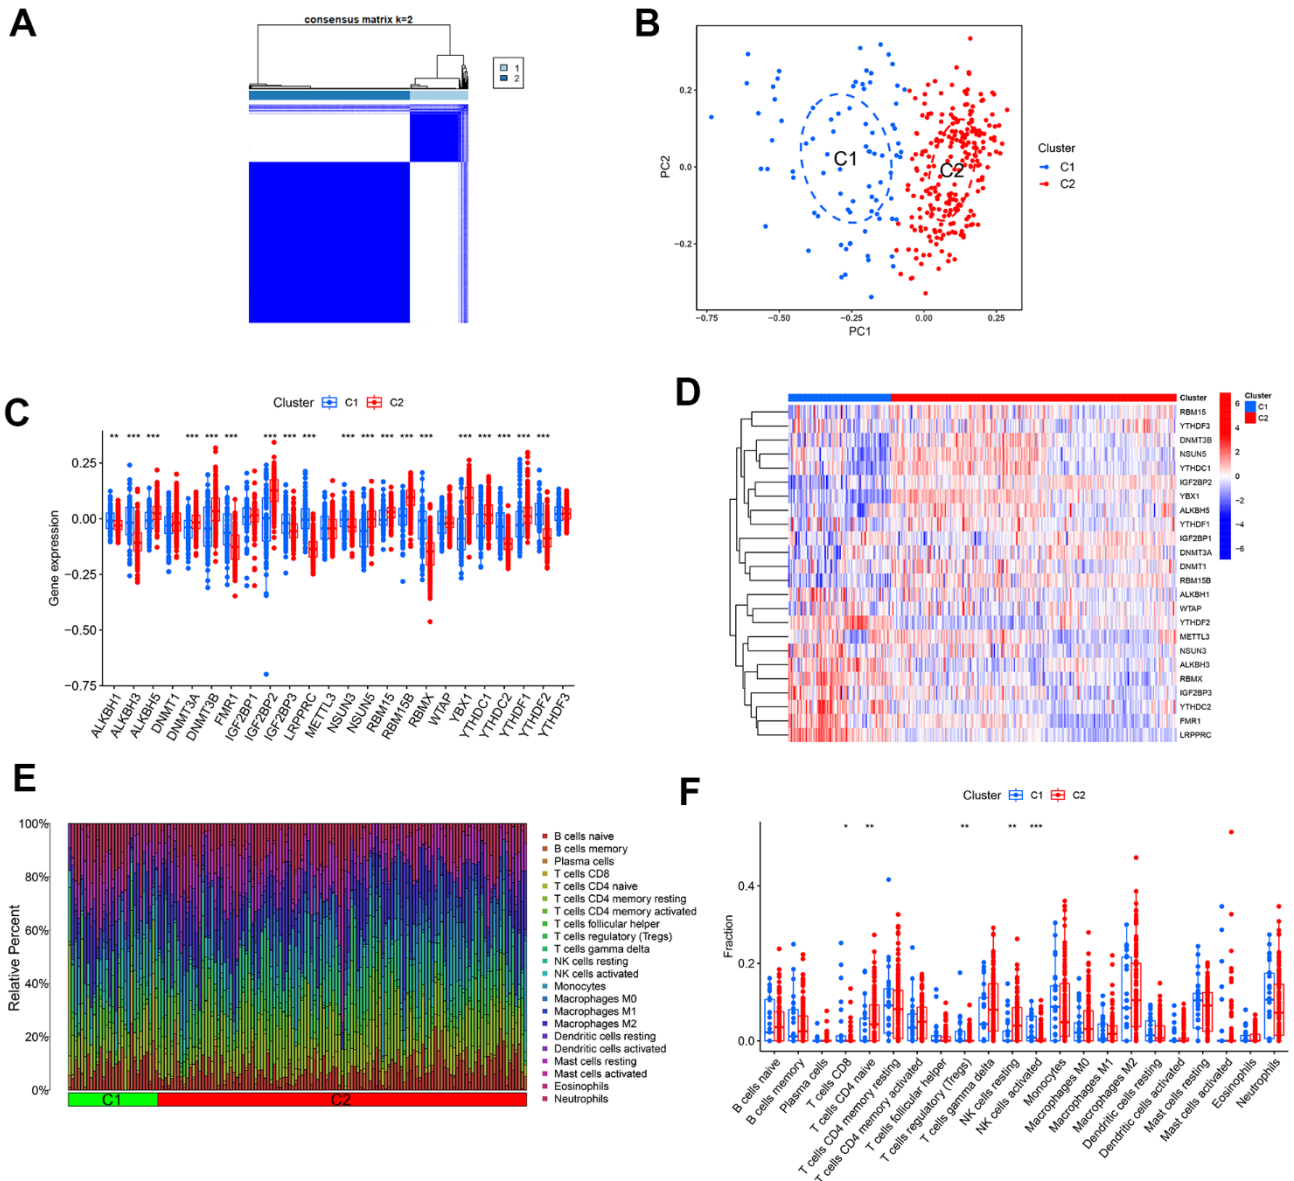 A
consensus matrix k=2
1
2
B
0.2
0.0
−0.2
PC2
−0.75
−0.50
−0.25
0.00
0.25
PC1
C1
C2
Cluster
C1
C2
C
Cluster C1 C2
** *** *** *** *** *** *** *** *** *** *** *** *** *** *** *** *** *** ***
0.25
0.00
−0.25
−0.50
−0.75
Gene expression
ALKBH1
ALKBH3
ALKBH5
DNMT1
DNMT3A
DNMT3B
FMR1
IGF2BP1
IGF2BP2
IGF2BP3
LRPPRC
METTL3
NSUN3
NSUN5
RBM15
RBM15B
RBMX
WTAP
YBX1
YTHDC1
YTHDC2
YTHDF1
YTHDF2
YTHDF3
D
Cluster
RBM15
YTHDF3
DNMT3B
NSUN5
YTHDC1
IGF2BP2
YBX1
ALKBH5
YTHDF1
IGF2BP1
DNMT3A
DNMT1
RBM15B
ALKBH1
WTAP
YTHDF2
METTL3
NSUN3
ALKBH3
RBMX
IGF2BP3
YTHDC2
FMR1
LRPPRC
6
4
2
0
−2
−4
−6
Cluster
C1
C2
E
100%
80%
60%
40%
20%
0%
Relative Percent
C1
C2
B cells naive
B cells memory
Plasma cells
T cells CD8
T cells CD4 naive
T cells CD4 memory resting
T cells CD4 memory activated
T cells follicular helper
T cells regulatory (Tregs)
T cells gamma delta
NK cells resting
NK cells activated
Monocytes
Macrophages M0
Macrophages M1
Macrophages M2
Dendritic cells resting
Dendritic cells activated
Mast cells resting
Mast cells activated
Eosinophils
Neutrophils
F
Cluster C1 C2
* ** ** ** ***
0.4
0.2
0.0
Fraction
B cells naive
B cells memory
Plasma cells
T cells CD8
T cells CD4 naive
T cells CD4 memory resting
T cells CD4 memory activated
T cells follicular helper
T cells regulatory (Tregs)
T cells gamma delta
NK cells resting
NK cells activated
Monocytes
Macrophages M0
Macrophages M1
Macrophages M2
Dendritic cells resting
Dendritic cells activated
Mast cells resting
Mast cells activated
Eosinophils
Neutrophils